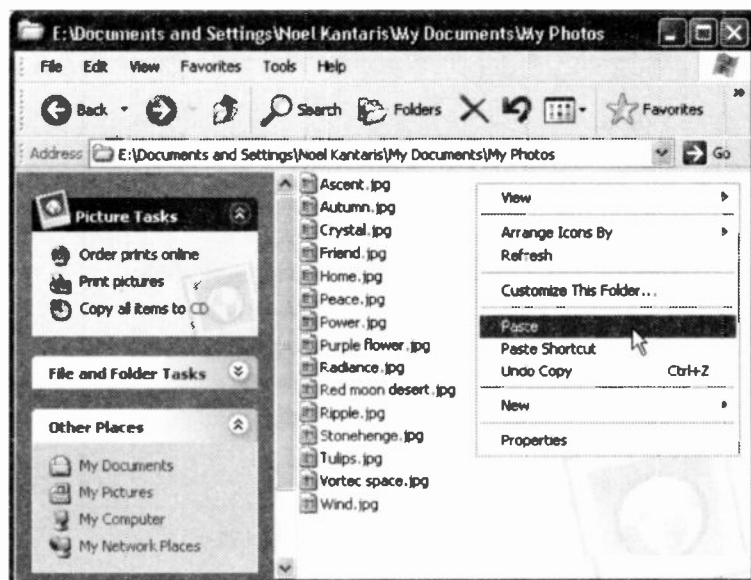 E:\Documents and Settings\Noel Kantaris\My Documents\My Photos
File Edit View Favorites Tools Help
Back Search Folders Favorites
Address E:\Documents and Settings\Noel Kantaris\My Documents\My Photos Go
Picture Tasks
Order prints online
Print pictures
Copy all items to CD
File and Folder Tasks
Other Places
My Documents
My Pictures
My Computer
My Network Places
Ascent.jpg
Autumn.jpg
Crystal.jpg
Friend.jpg
Home.jpg
Peace.jpg
Power.jpg
Purple flower.jpg
Radiance.jpg
Red moon desert.jpg
Ripple.jpg
Stonehenge.jpg
Tulips.jpg
Vortec space.jpg
Wind.jpg
View
Arrange Icons By
Refresh
Customize This Folder...
Paste
Paste Shortcut
Undo Copy Ctrl+Z
New
Properties